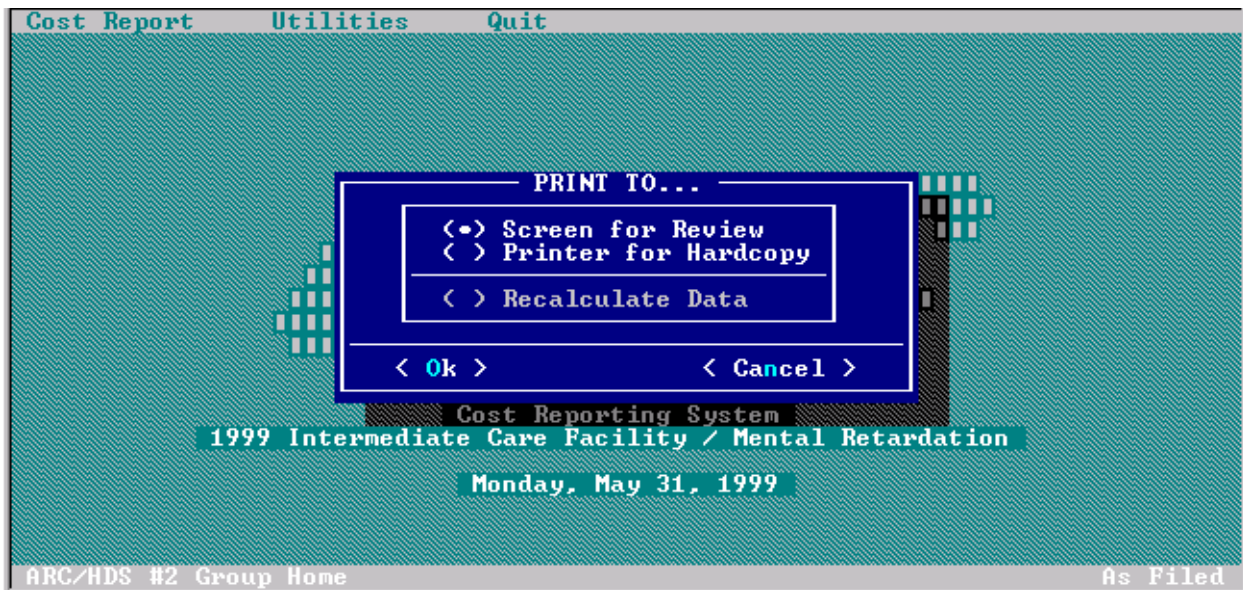 Cost Report Utilities Quit
PRINT TO...
(•) Screen for Review
( ) Printer for Hardcopy
( ) Recalculate Data
< Ok > < Cancel >
Cost Reporting System
1999 Intermediate Care Facility / Mental Retardation
Monday, May 31, 1999
ARC/HDS #2 Group Home As Filed